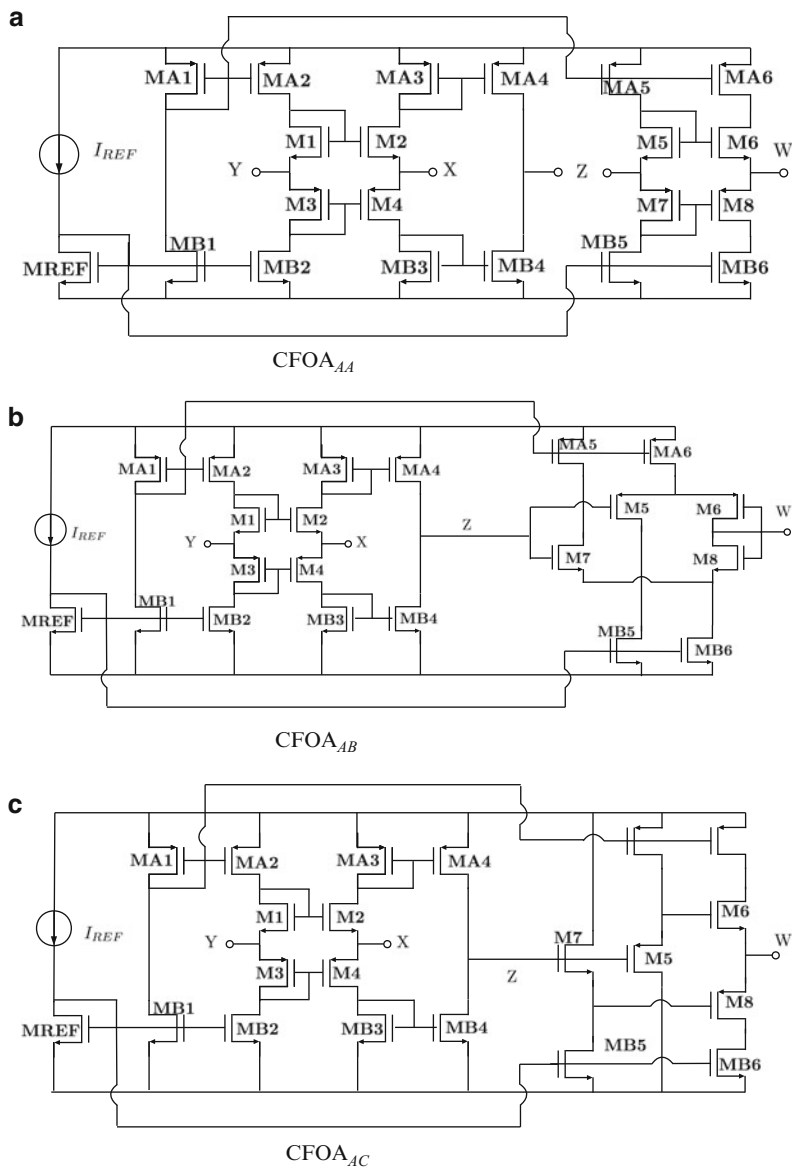 a
MA1 MA2 MA3 MA4 MA5 MA6
M1 M2 M5 M6
I_REF Y X Z W
M3 M4 M7 M8
MREF MB1 MB2 MB3 MB4 MB5 MB6
CFOA_AA
b
MA1 MA2 MA3 MA4 MA5 MA6
M1 M2 M5 M6
I_REF Y X Z W
M3 M4 M7 M8
MREF MB1 MB2 MB3 MB4 MB5 MB6
CFOA_AB
c
MA1 MA2 MA3 MA4
M1 M2 M6
I_REF Y X M7 M5 W
M3 M4 Z M8
MREF MB1 MB2 MB3 MB4 MB5 MB6
CFOA_AC